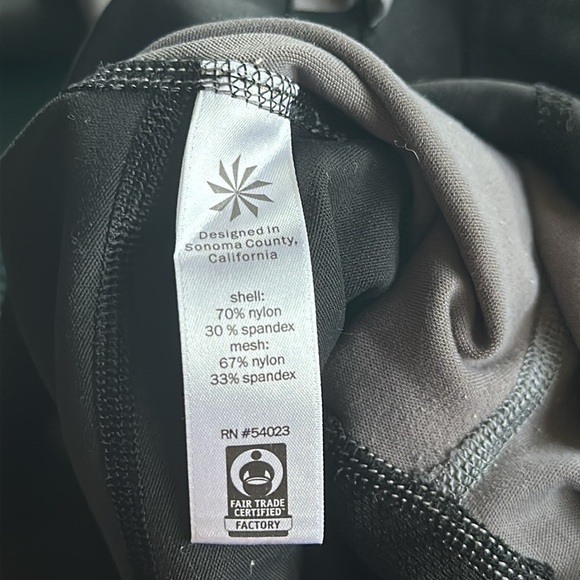 Designed in
Sonoma County,
California
shell:
70% nylon
30 % spandex
mesh:
67% nylon
33% spandex
RN #54023
FAIR TRADE
CERTIFIED
FACTORY